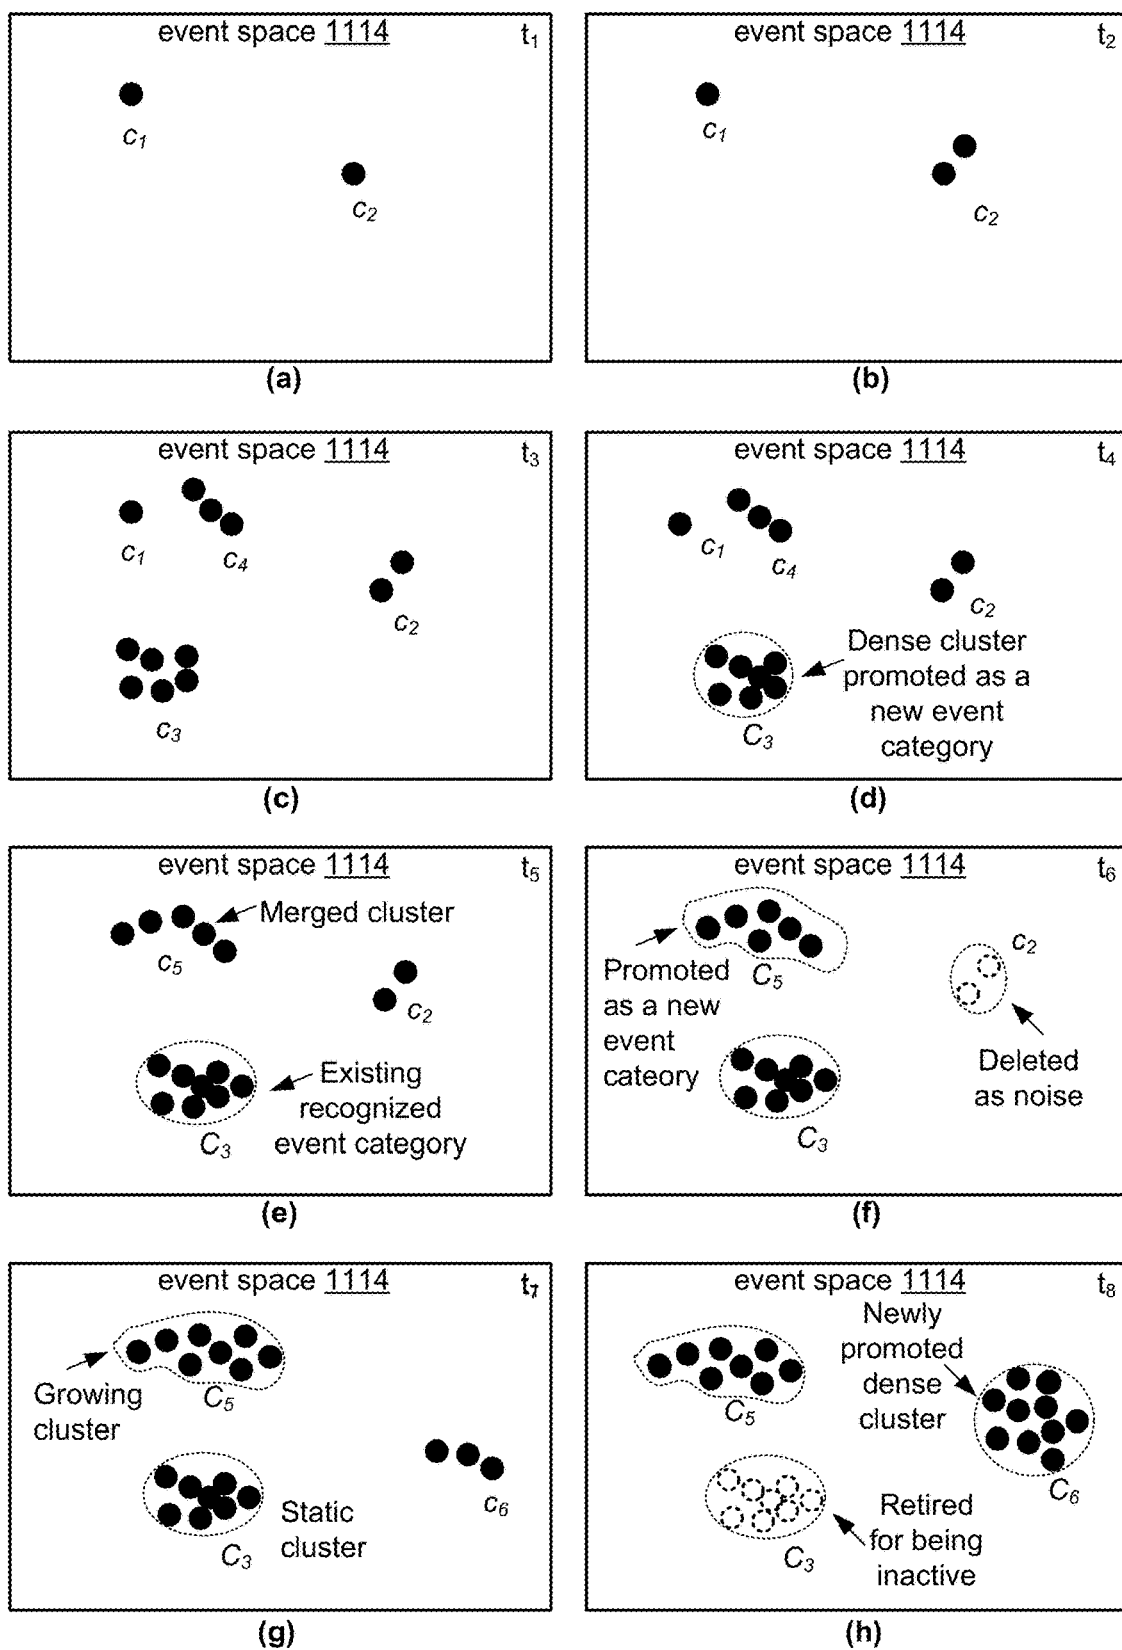 event space 1114 t1
c1
c2
(a)
event space 1114 t2
c1
c2
(b)
event space 1114 t3
c1
c4
c2
c3
(c)
event space 1114 t4
c1
c4
c2
Dense cluster
promoted as a
new event
category
C3
(d)
event space 1114 t5
Merged cluster
c5
c2
Existing
recognized
event category
C3
(e)
event space 1114 t6
c2
Promoted
as a new
event
cateory
C5
Deleted
as noise
C3
(f)
event space 1114 t7
Growing
cluster
C5
c6
Static
cluster
C3
(g)
event space 1114 t8
Newly
promoted
dense
cluster
C5
C6
Retired
for being
inactive
C3
(h)